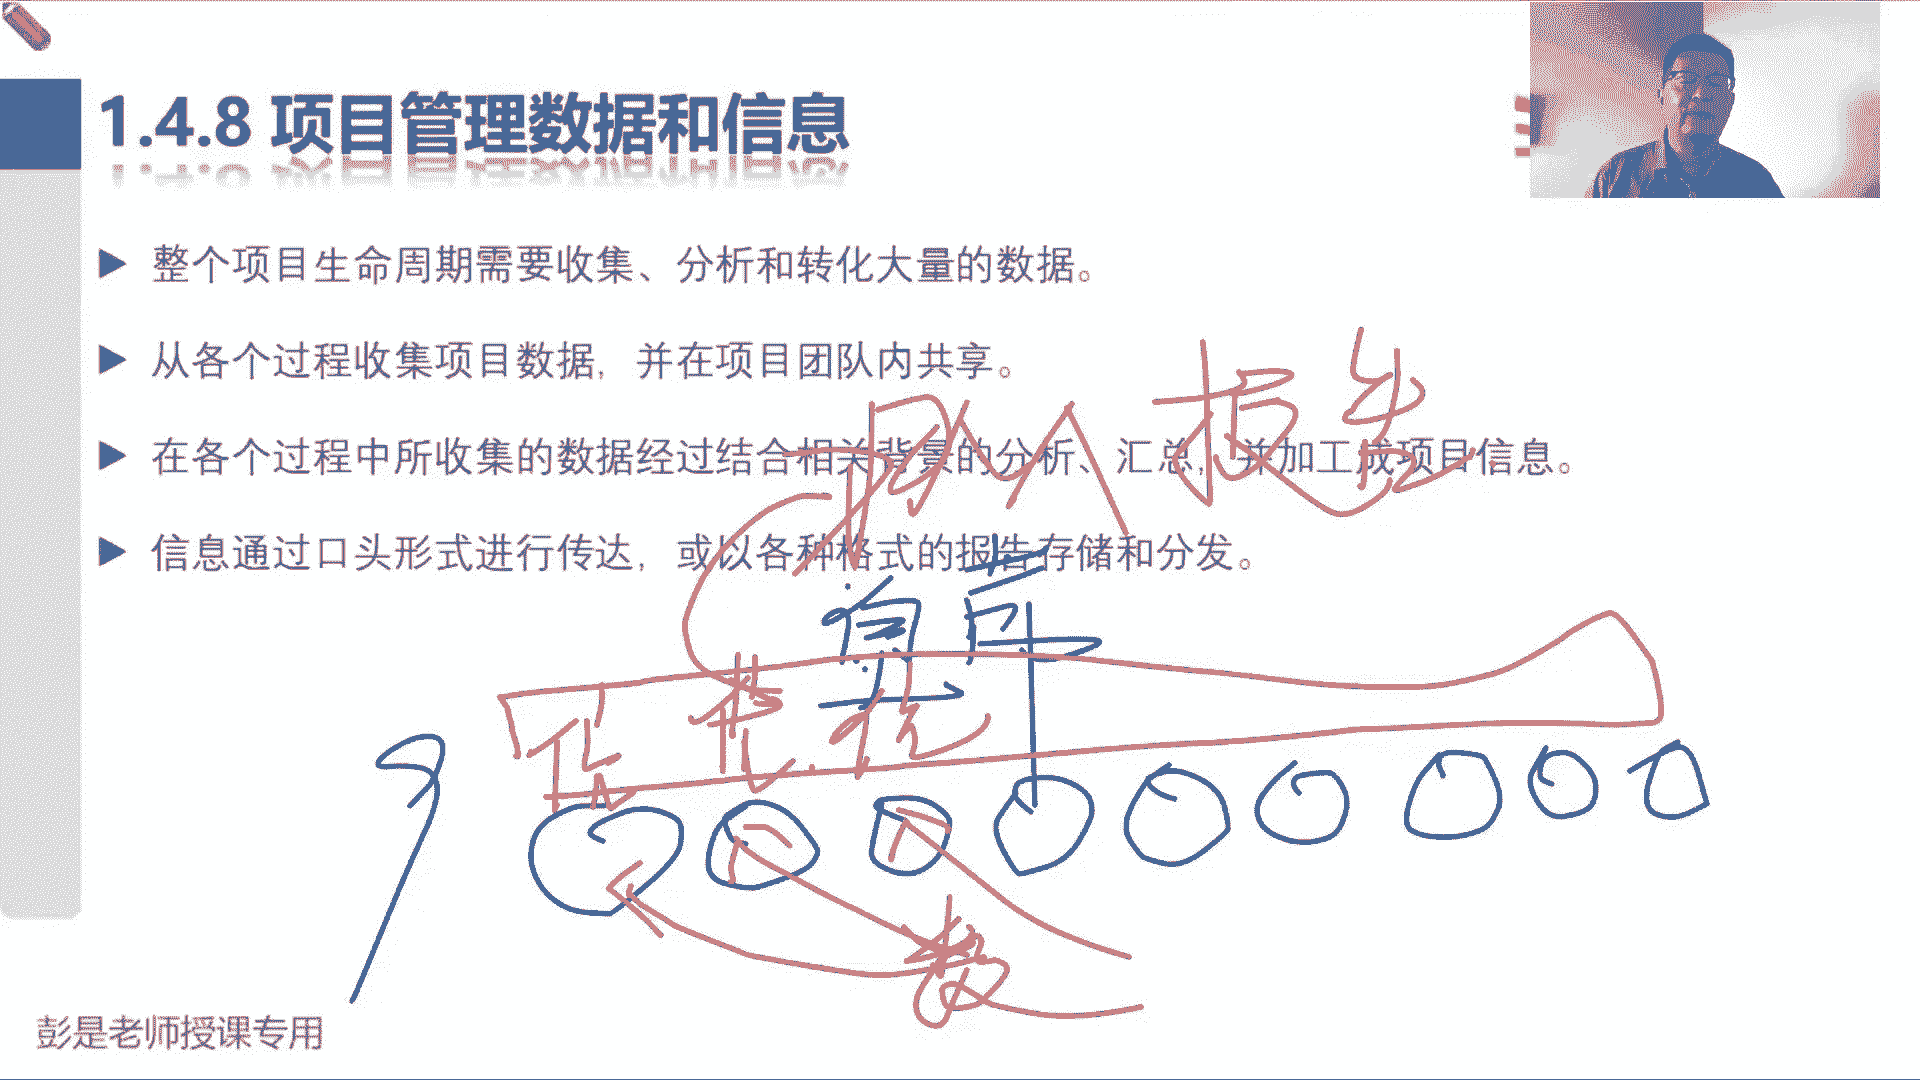 1.4.8 项目管理数据和信息
整个项目生命周期需要收集、分析和转化大量的数据。
从各个过程收集项目数据，并在项目团队内共享。
在各个过程中所收集的数据经过结合相关背景的分析、汇总，并加工成项目信息。
信息通过口头形式进行传达，或以各种格式的报告存储和分发。
报告
数
彭是老师授课专用